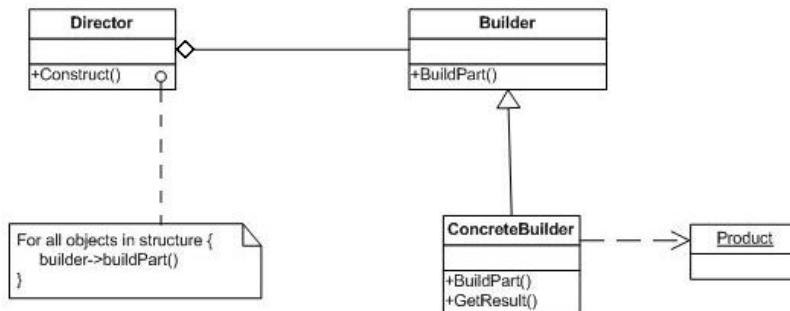 Director
Builder
+Construct()
+BuildPart()
For all objects in structure {
builder->buildPart()
}
ConcreteBuilder
Product
+BuildPart()
+GetResult()